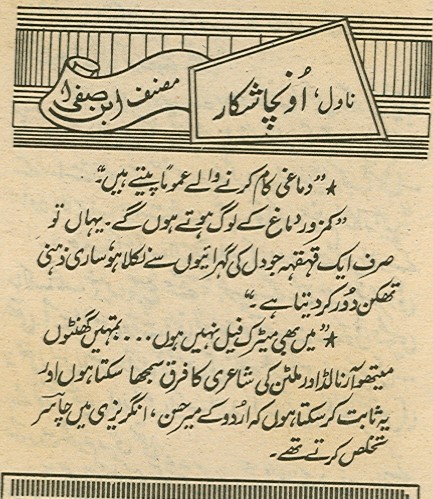 ناول، اُونچا شکار
مصنف ابن صفی
★ ”دماغی کام کرنے والے عموماً پیتے ہیں۔“
”کمزور دماغ کے لوگ ہوتے ہوں گے۔ یہاں تو
صرف ایک قہقہہ جو دل کی گہرائیوں سے نکلا ہو ساری ذہنی
تھکن دُور کر دیتا ہے۔“
★ ”میں بھی میٹرک فیل نہیں ہوں... تمہیں گھنٹوں
میتھو آرنالڈ اور ملٹن کی شاعری کا فرق سمجھا سکتا ہوں اور
یہ ثابت کر سکتا ہوں کہ اُردو کے میر حسن، انگریزی میں چاسَر
تخلص کرتے تھے۔